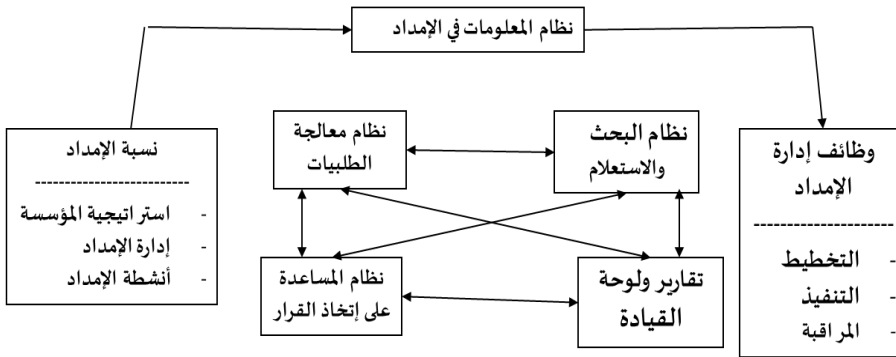 نظام المعلومات في الإمداد
وظائف إدارة
الإمداد
----------------------
- التخطيط
- التنفيذ
- المراقبة
نظام البحث
والاستعلام
نظام معالجة
الطلبيات
تقارير ولوحة
القيادة
نظام المساعدة
على إتخاذ القرار
نسبة الإمداد
--------------------------
- استراتيجية المؤسسة
- إدارة الإمداد
- أنشطة الإمداد